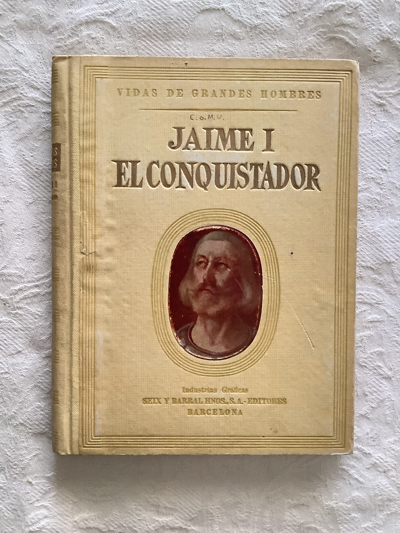 VIDAS DE GRANDES HOMBRES
C. o M. U.
JAIME I
EL CONQUISTADOR
Industrias Gráficas
SEIX Y BARRAL HNOS., S.A.-EDITORES
BARCELONA